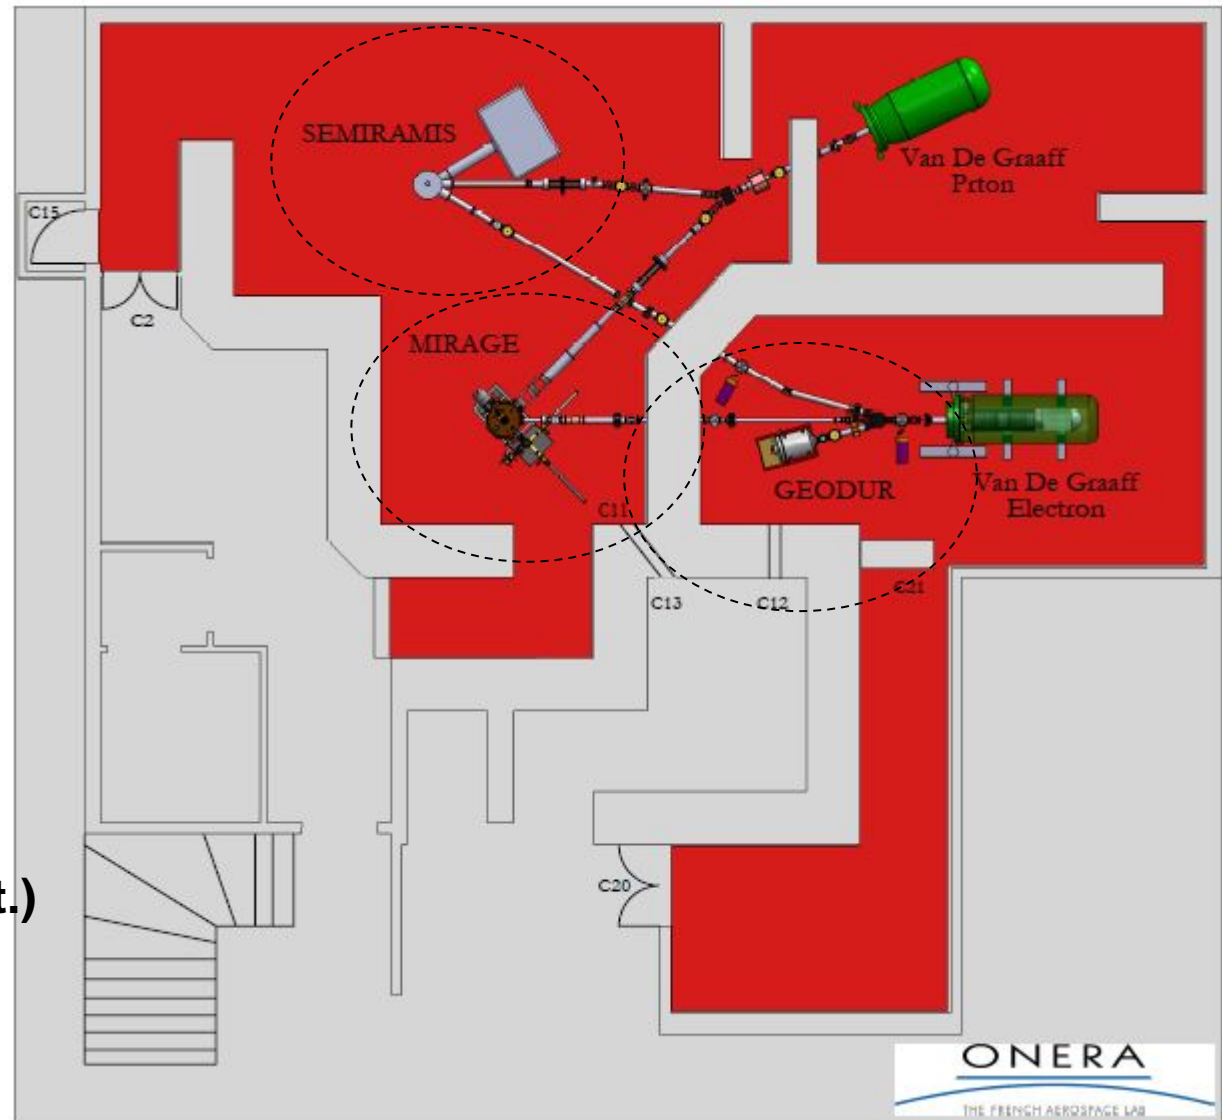 SEMIRAMIS
Van De Graaff
Prton
C15
C2
MIRAGE
GEODUR
Van De Graaff
Electron
C11
C21
C13
C12
C20
t.)
ONERA
THE FRENCH AEROSPACE LAB